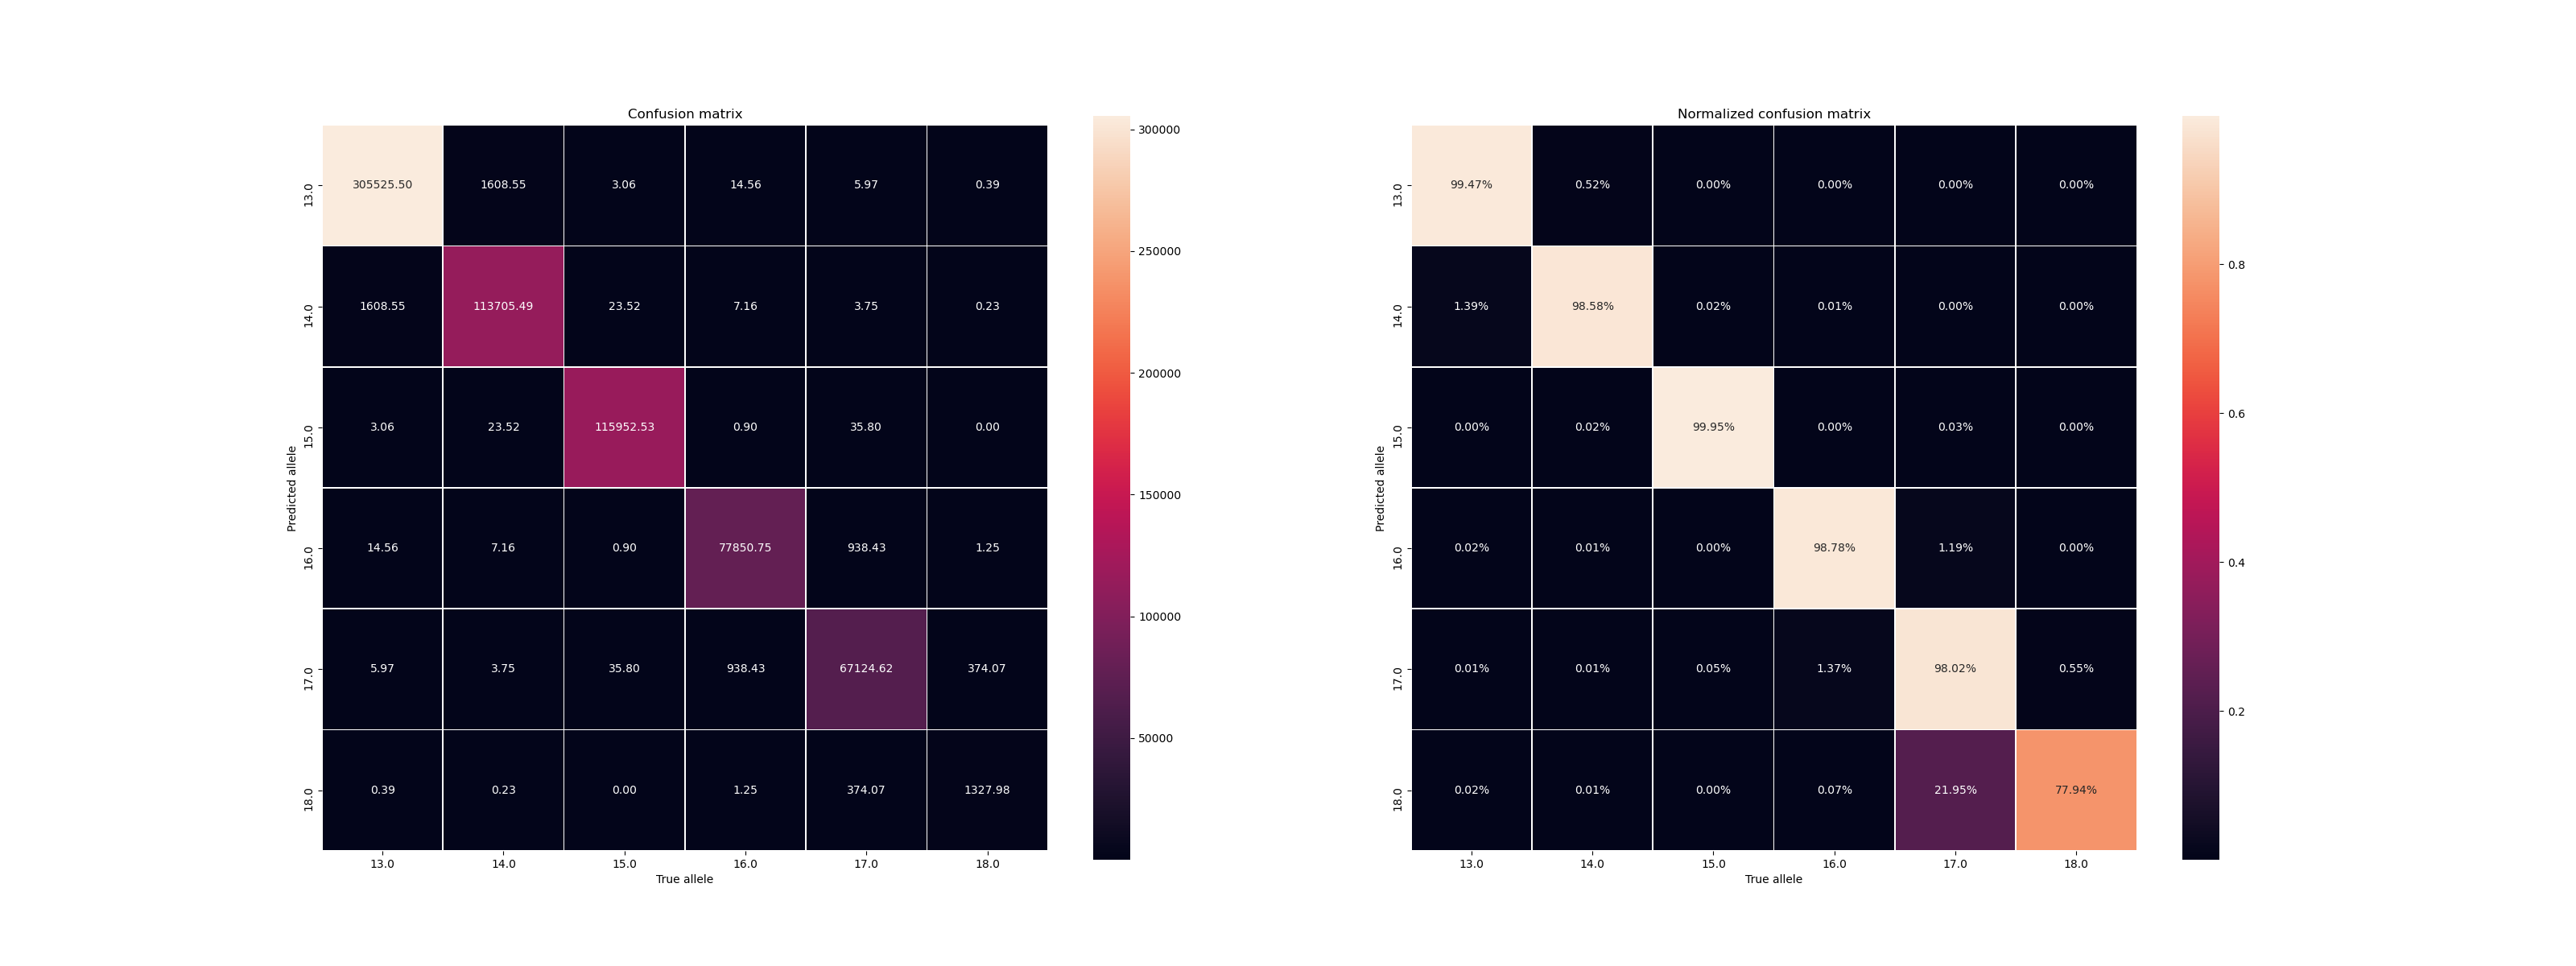 Confusion matrix
13.0 305525.50 1608.55 3.06 14.56 5.97 0.39
14.0 1608.55 113705.49 23.52 7.16 3.75 0.23
15.0 3.06 23.52 115952.53 0.90 35.80 0.00
16.0 14.56 7.16 0.90 77850.75 938.43 1.25
17.0 5.97 3.75 35.80 938.43 67124.62 374.07
18.0 0.39 0.23 0.00 1.25 374.07 1327.98
13.0 14.0 15.0 16.0 17.0 18.0
True allele
Predicted allele
300000
250000
200000
150000
100000
50000
Normalized confusion matrix
13.0 99.47% 0.52% 0.00% 0.00% 0.00% 0.00%
14.0 1.39% 98.58% 0.02% 0.01% 0.00% 0.00%
15.0 0.00% 0.02% 99.95% 0.00% 0.03% 0.00%
16.0 0.02% 0.01% 0.00% 98.78% 1.19% 0.00%
17.0 0.01% 0.01% 0.05% 1.37% 98.02% 0.55%
18.0 0.02% 0.01% 0.00% 0.07% 21.95% 77.94%
13.0 14.0 15.0 16.0 17.0 18.0
True allele
Predicted allele
0.8
0.6
0.4
0.2